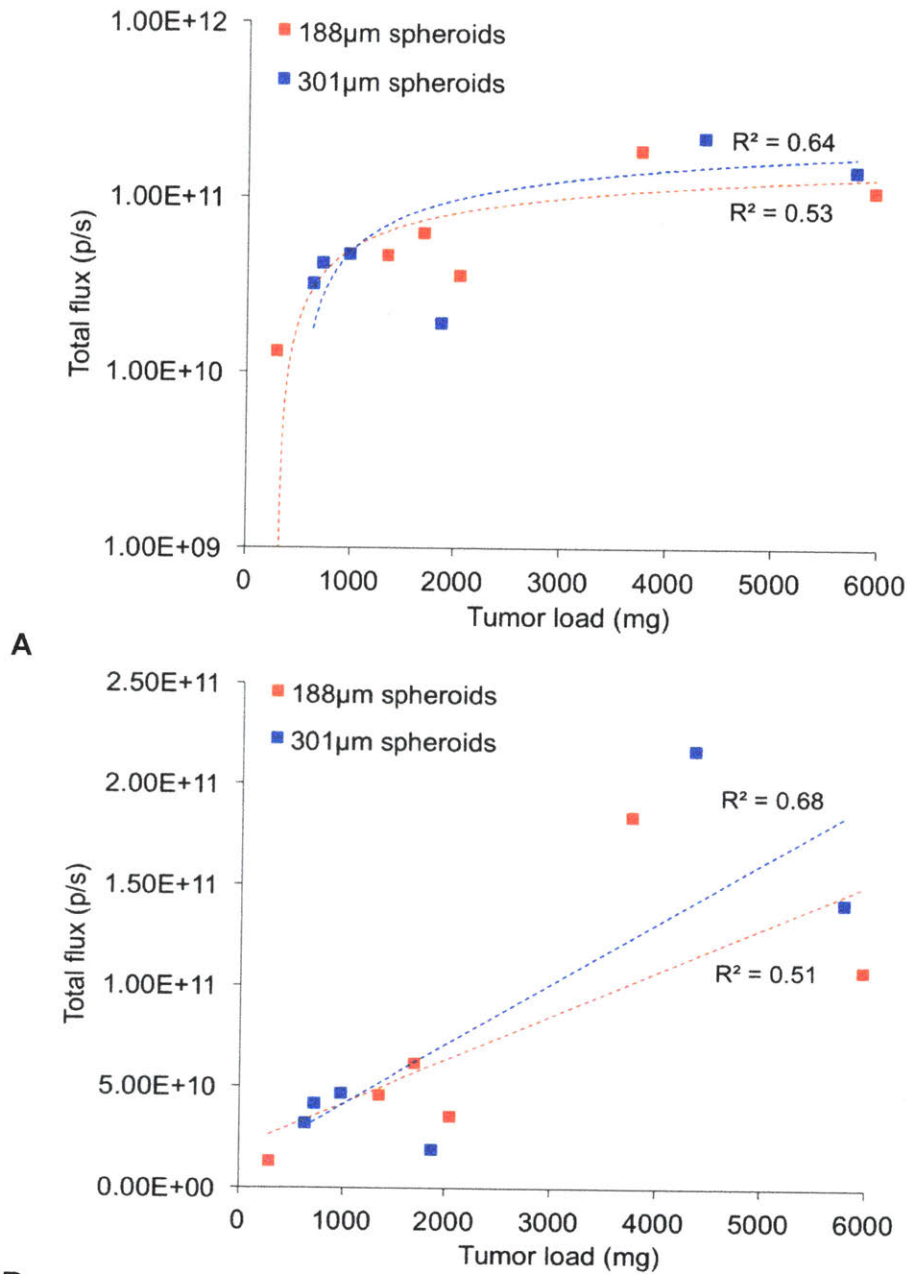 1.00E+12
188µm spheroids
301µm spheroids
R² = 0.64
1.00E+11
R² = 0.53
Total flux (p/s)
1.00E+10
1.00E+09
0 1000 2000 3000 4000 5000 6000
Tumor load (mg)
A
2.50E+11
188µm spheroids
301µm spheroids
2.00E+11
R² = 0.68
1.50E+11
Total flux (p/s)
1.00E+11
R² = 0.51
5.00E+10
0.00E+00
0 1000 2000 3000 4000 5000 6000
Tumor load (mg)